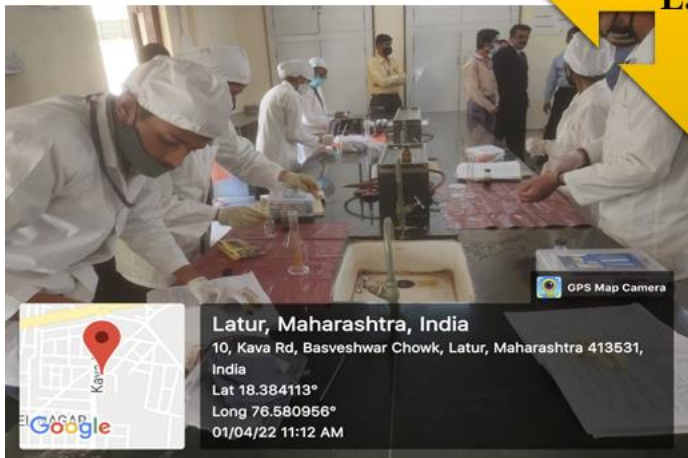 GPS Map Camera
Latur, Maharashtra, India
10, Kava Rd, Basveshwar Chowk, Latur, Maharashtra 413531,
India
Lat 18.384113°
Long 76.580956°
01/04/22 11:12 AM
Kava
Google